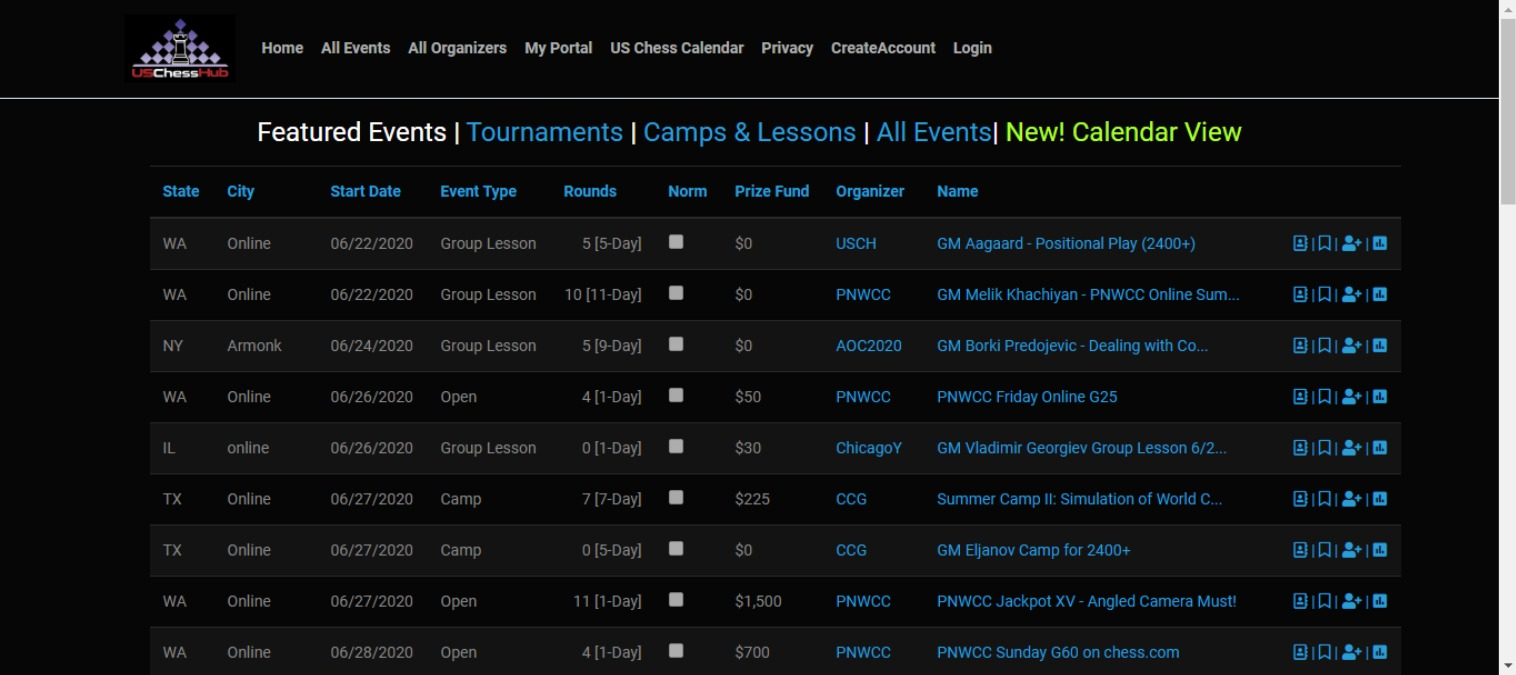 USChessHub
Home All Events All Organizers My Portal US Chess Calendar Privacy CreateAccount Login
Featured Events | Tournaments | Camps & Lessons | All Events| New! Calendar View
State City Start Date Event Type Rounds Norm Prize Fund Organizer Name
WA Online 06/22/2020 Group Lesson 5 [5-Day] $0 USCH GM Aagaard - Positional Play (2400+) | | |
WA Online 06/22/2020 Group Lesson 10 [11-Day] $0 PNWCC GM Melik Khachiyan - PNWCC Online Sum... | | |
NY Armonk 06/24/2020 Group Lesson 5 [9-Day] $0 AOC2020 GM Borki Predojevic - Dealing with Co... | | |
WA Online 06/26/2020 Open 4 [1-Day] $50 PNWCC PNWCC Friday Online G25 | | |
IL online 06/26/2020 Group Lesson 0 [1-Day] $30 ChicagoY GM Vladimir Georgiev Group Lesson 6/2... | | |
TX Online 06/27/2020 Camp 7 [7-Day] $225 CCG Summer Camp II: Simulation of World C... | | |
TX Online 06/27/2020 Camp 0 [5-Day] $0 CCG GM Eljanov Camp for 2400+ | | |
WA Online 06/27/2020 Open 11 [1-Day] $1,500 PNWCC PNWCC Jackpot XV - Angled Camera Must! | | |
WA Online 06/28/2020 Open 4 [1-Day] $700 PNWCC PNWCC Sunday G60 on chess.com | | |